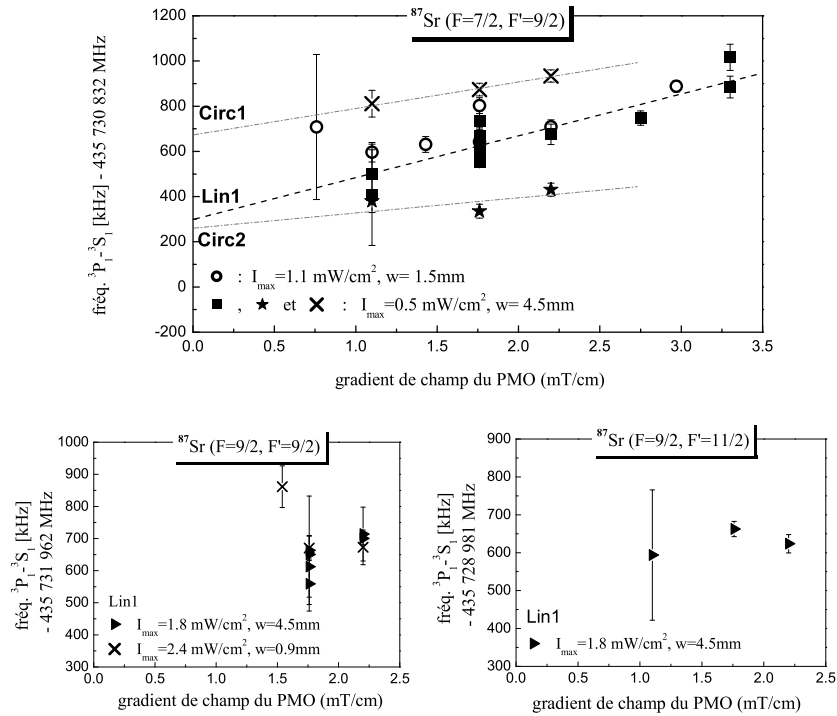 ⁸⁷Sr (F=7/2, F'=9/2)
fréq. ³P₁-³S₁ [kHz] - 435 730 832 MHz
1200
1000
800
600
400
200
0
-200
Circ1
Lin1
Circ2
: I_max=1.1 mW/cm², w= 1.5mm
, ★ et ✕ : I_max=0.5 mW/cm², w= 4.5mm
0.0 0.5 1.0 1.5 2.0 2.5 3.0 3.5
gradient de champ du PMO (mT/cm)
⁸⁷Sr (F=9/2, F'=9/2)
fréq. ³P₁-³S₁ [kHz]
- 435 731 962 MHz
1000
900
800
700
600
500
400
300
Lin1
I_max=1.8 mW/cm², w=4.5mm
I_max=2.4 mW/cm², w=0.9mm
0.0 0.5 1.0 1.5 2.0 2.5
gradient de champ du PMO (mT/cm)
⁸⁷Sr (F=9/2, F'=11/2)
fréq. ³P₁-³S₁ [kHz]
- 435 728 981 MHz
900
800
700
600
500
400
300
Lin1
I_max=1.8 mW/cm², w=4.5mm
0.0 0.5 1.0 1.5 2.0 2.5
gradient de champ du PMO (mT/cm)